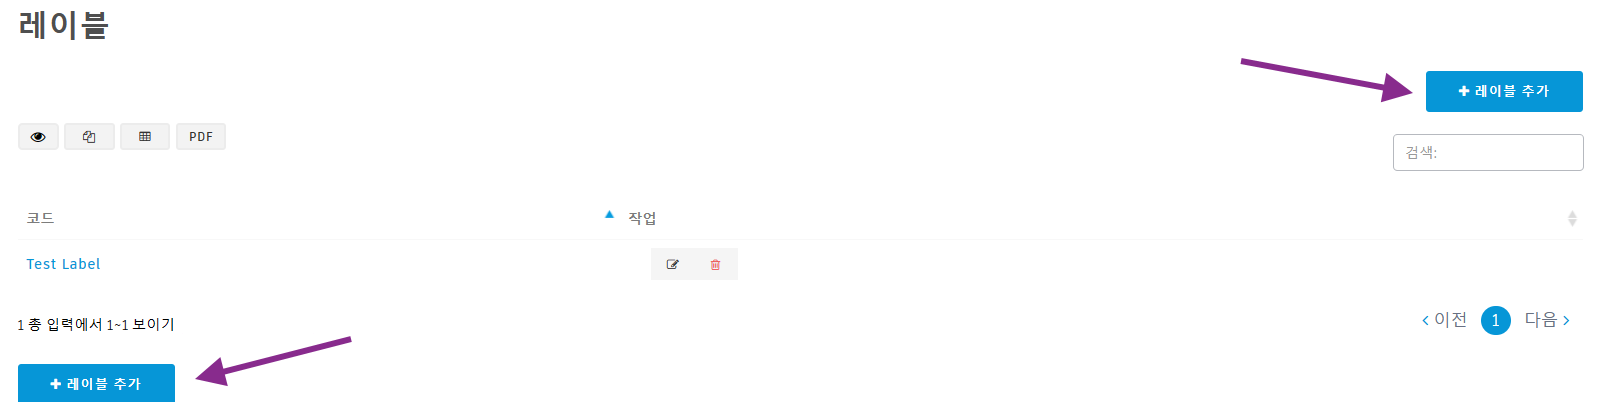 레이블
레이블 추가
PDF
검색:
코드 작업
Test Label
1 총 입력에서 1~1 보이기
이전 1 다음
레이블 추가